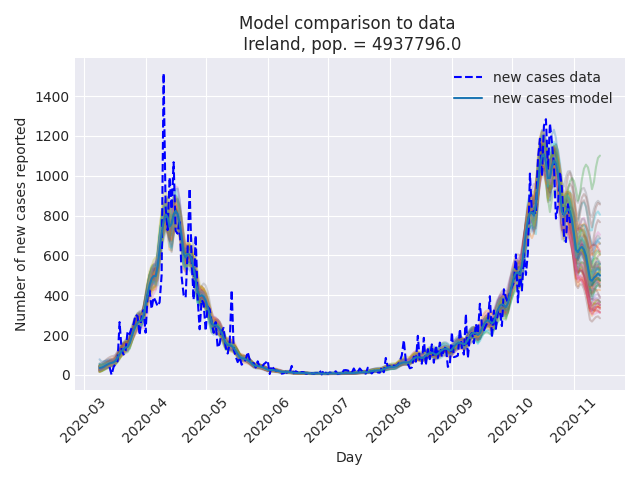 Model comparison to data
Ireland, pop. = 4937796.0
new cases data
new cases model
Number of new cases reported
1400
1200
1000
800
600
400
200
0
2020-03
2020-04
2020-05
2020-06
2020-07
2020-08
2020-09
2020-10
2020-11
Day